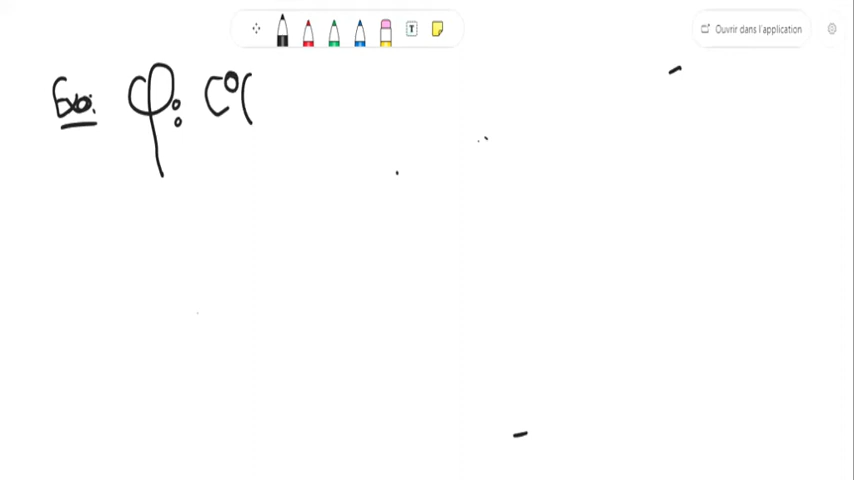 T
Ouvrir dans l'application
Exo: φ: C⁰(